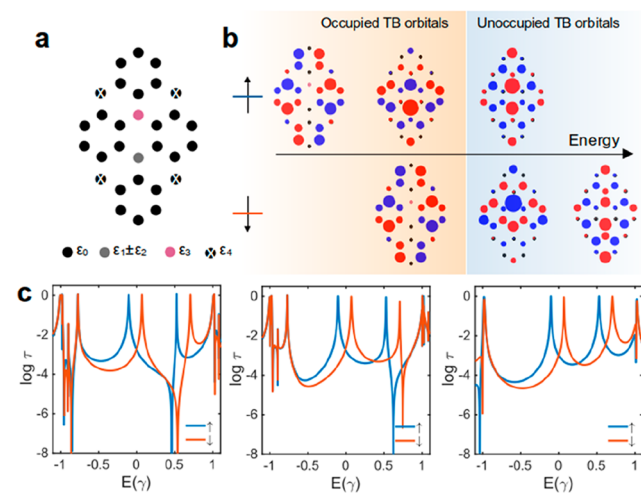 a
b
Occupied TB orbitals
Unoccupied TB orbitals
Energy
ε₀ ε₁±ε₂ ε₃ ε₄
c
log τ
0
-2
-4
-6
-8
↑
↓
-1 -0.5 0 0.5 1
E(γ)
log τ
0
-2
-4
-6
-8
↑
↓
-1 -0.5 0 0.5 1
E(γ)
log τ
0
-2
-4
-6
-8
↑
↓
-1 -0.5 0 0.5 1
E(γ)